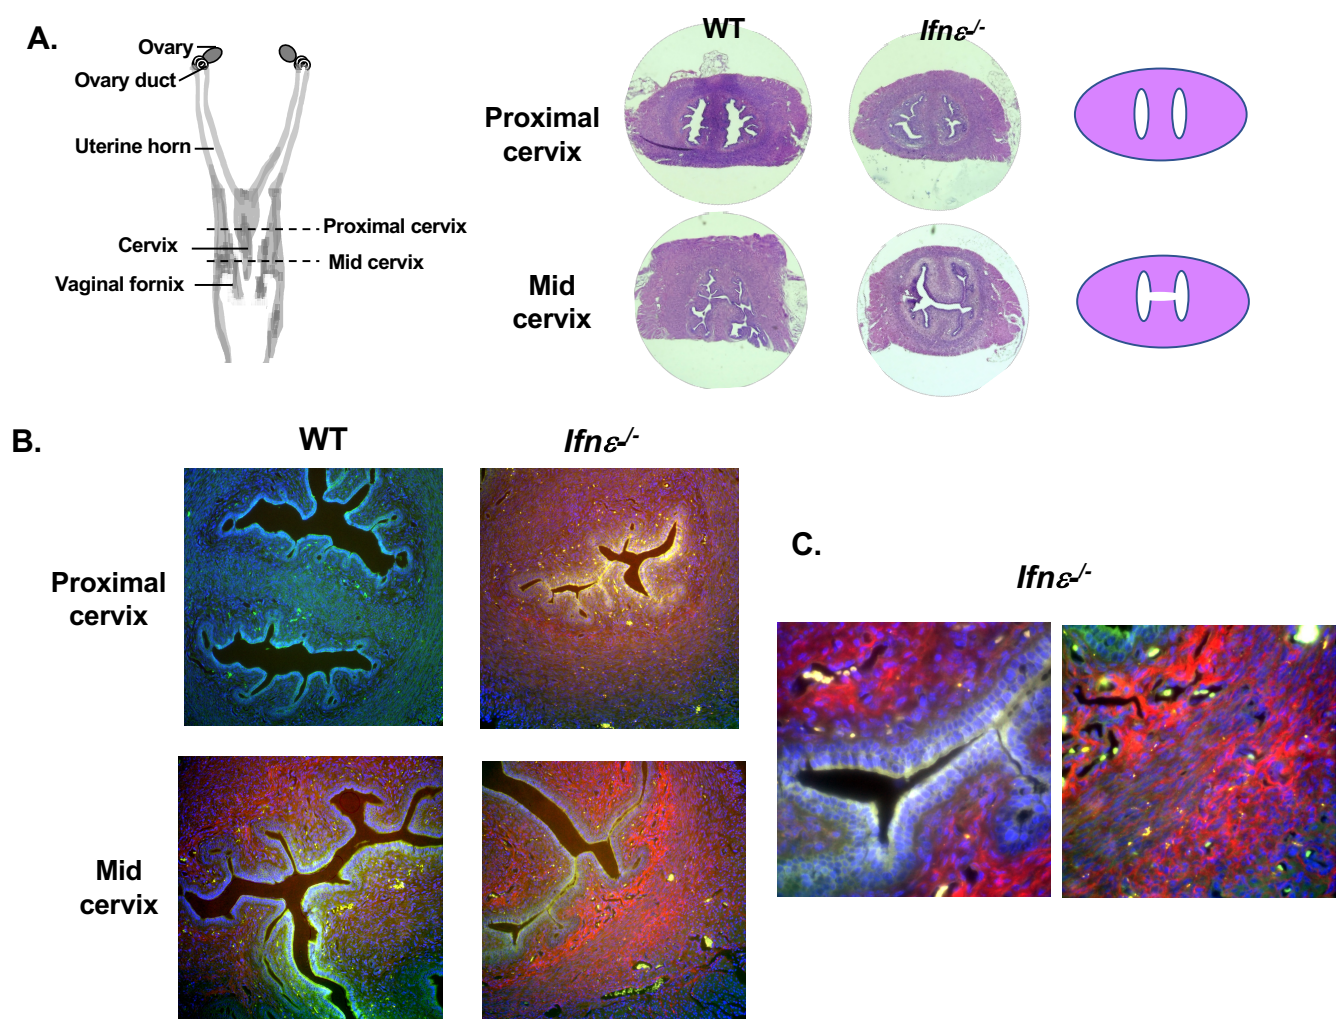 A.
Ovary
Ovary duct
Uterine horn
Proximal cervix
Cervix
Mid cervix
Vaginal fornix
WT
Ifnε-/-
Proximal
cervix
Mid
cervix
B.
WT
Ifnε-/-
Proximal
cervix
Mid
cervix
C.
Ifnε-/-